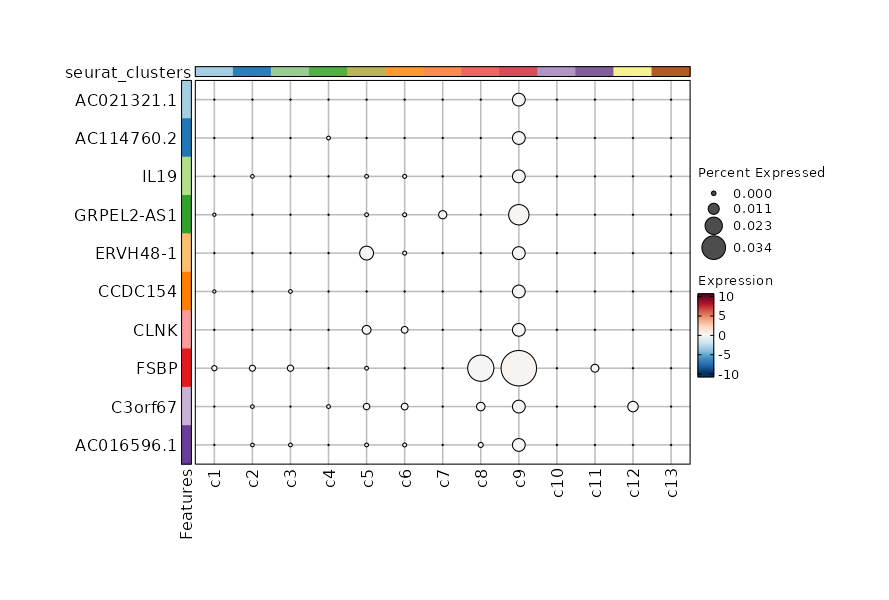 seurat_clusters
AC021321.1
AC114760.2
IL19
GRPEL2-AS1
ERVH48-1
CCDC154
CLNK
FSBP
C3orf67
AC016596.1
Features
c1
c2
c3
c4
c5
c6
c7
c8
c9
c10
c11
c12
c13
Percent Expressed
0.000
0.011
0.023
0.034
Expression
10
5
0
-5
-10